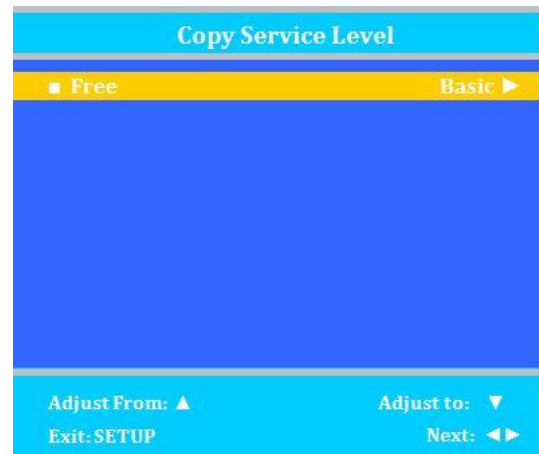 Copy Service Level
■ Free Basic ▶
Adjust From: ▲ Adjust to: ▼
Exit: SETUP Next: ◀▶